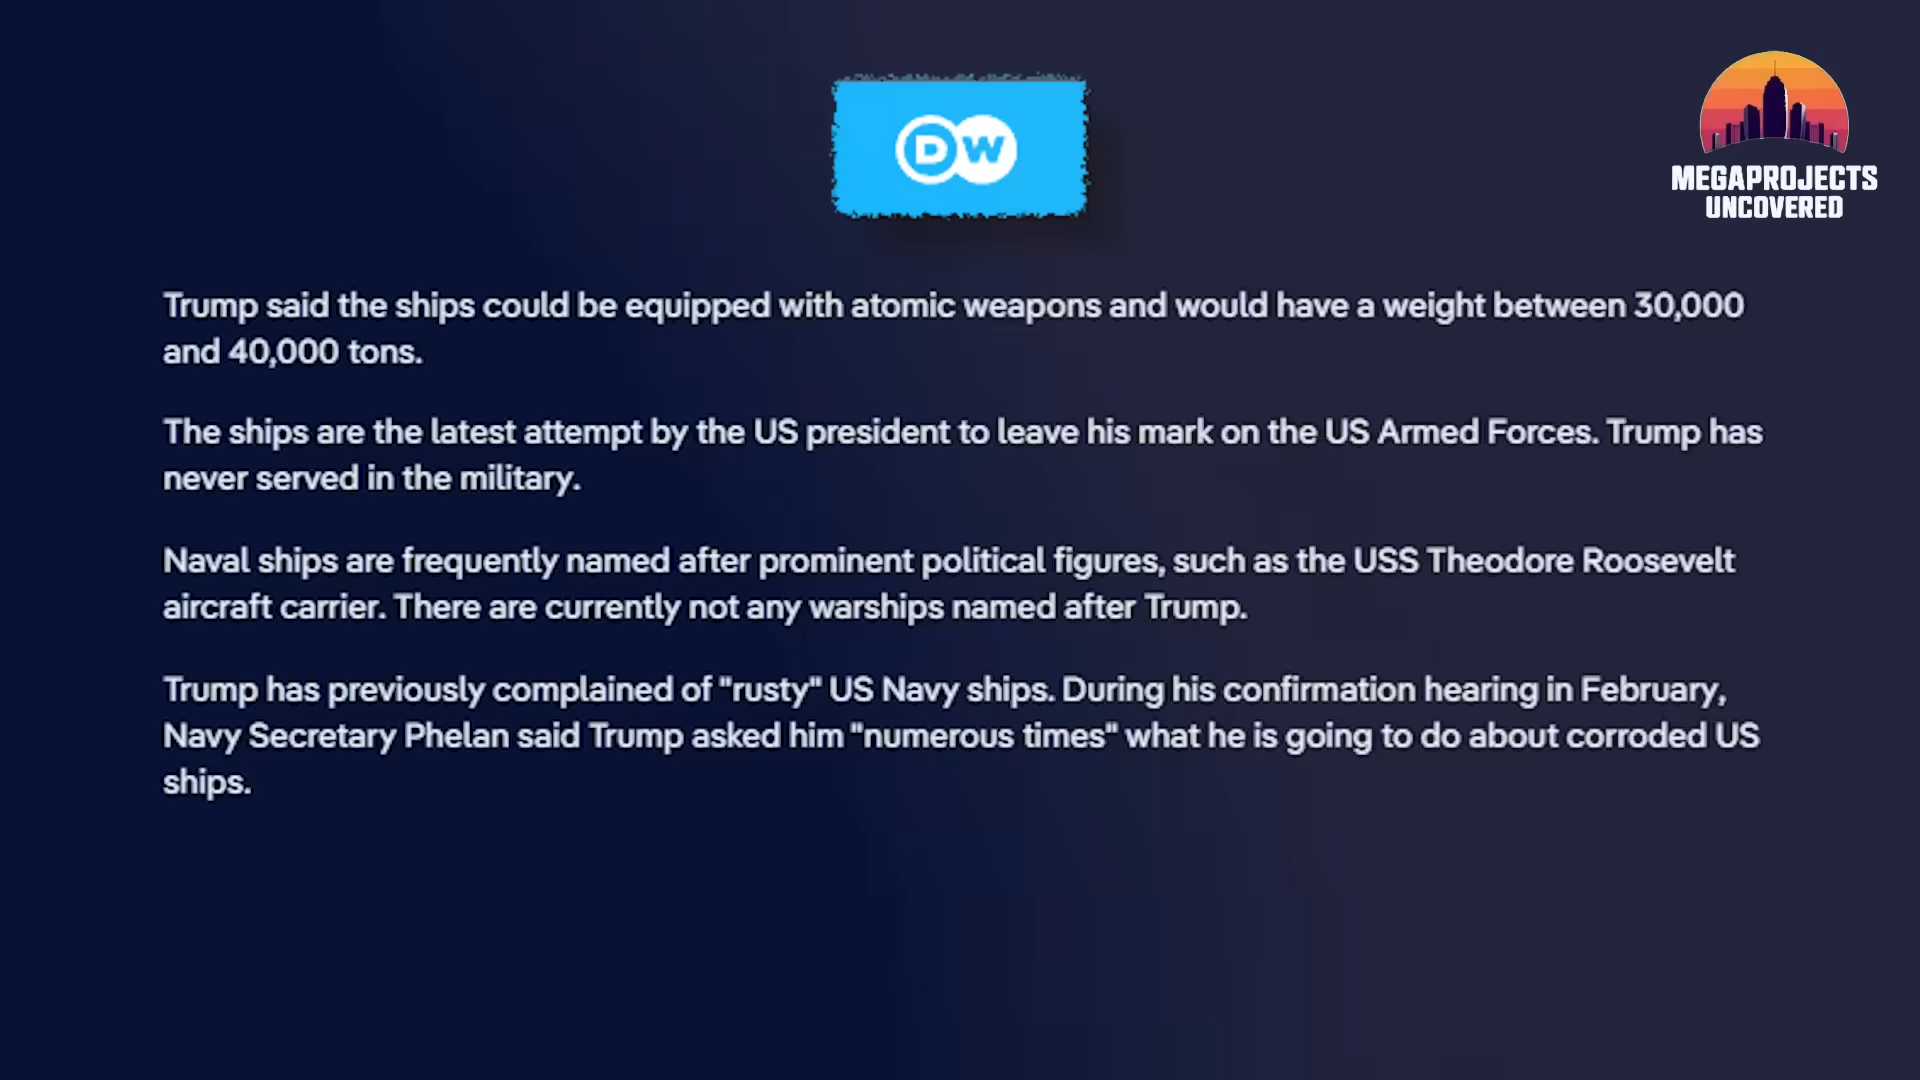 DW
MEGAPROJECTS
UNCOVERED
Trump said the ships could be equipped with atomic weapons and would have a weight between 30,000
and 40,000 tons.
The ships are the latest attempt by the US president to leave his mark on the US Armed Forces. Trump has
never served in the military.
Naval ships are frequently named after prominent political figures, such as the USS Theodore Roosevelt
aircraft carrier. There are currently not any warships named after Trump.
Trump has previously complained of "rusty" US Navy ships. During his confirmation hearing in February,
Navy Secretary Phelan said Trump asked him "numerous times" what he is going to do about corroded US
ships.